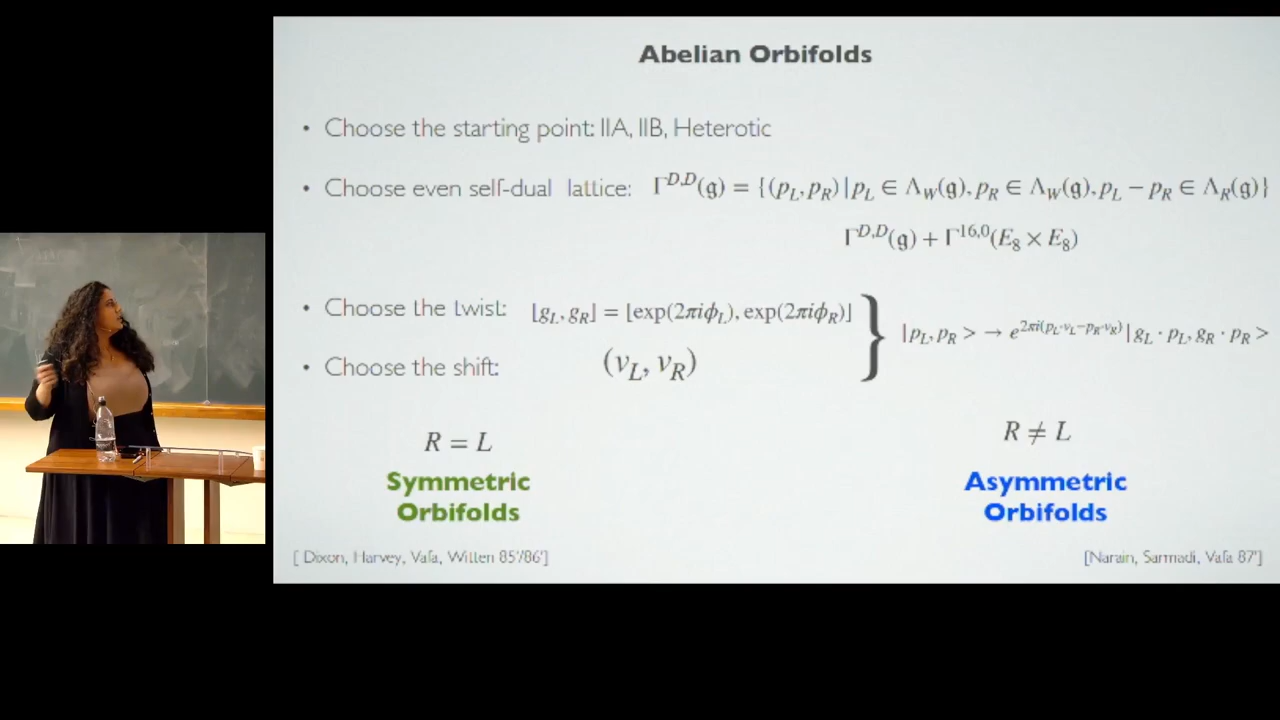 Abelian Orbifolds
• Choose the starting point: IIA, IIB, Heterotic
• Choose even self-dual lattice: Γ^{D,D}(𝔤) = {(p_L, p_R) | p_L ∈ Λ_W(𝔤), p_R ∈ Λ_W(𝔤), p_L − p_R ∈ Λ_R(𝔤)}
Γ^{D,D}(𝔤) + Γ^{16,0}(E_8 × E_8)
• Choose the twist: [g_L, g_R] = [exp(2πiϕ_L), exp(2πiϕ_R)]
|p_L, p_R > → e^{2πi(p_L·v_L−p_R·v_R)} | g_L · p_L, g_R · p_R >
• Choose the shift: (v_L, v_R)
R = L
R ≠ L
Symmetric
Orbifolds
Asymmetric
Orbifolds
[ Dixon, Harvey, Vafa, Witten 85'/86']
[Narain, Sarmadi, Vafa 87']